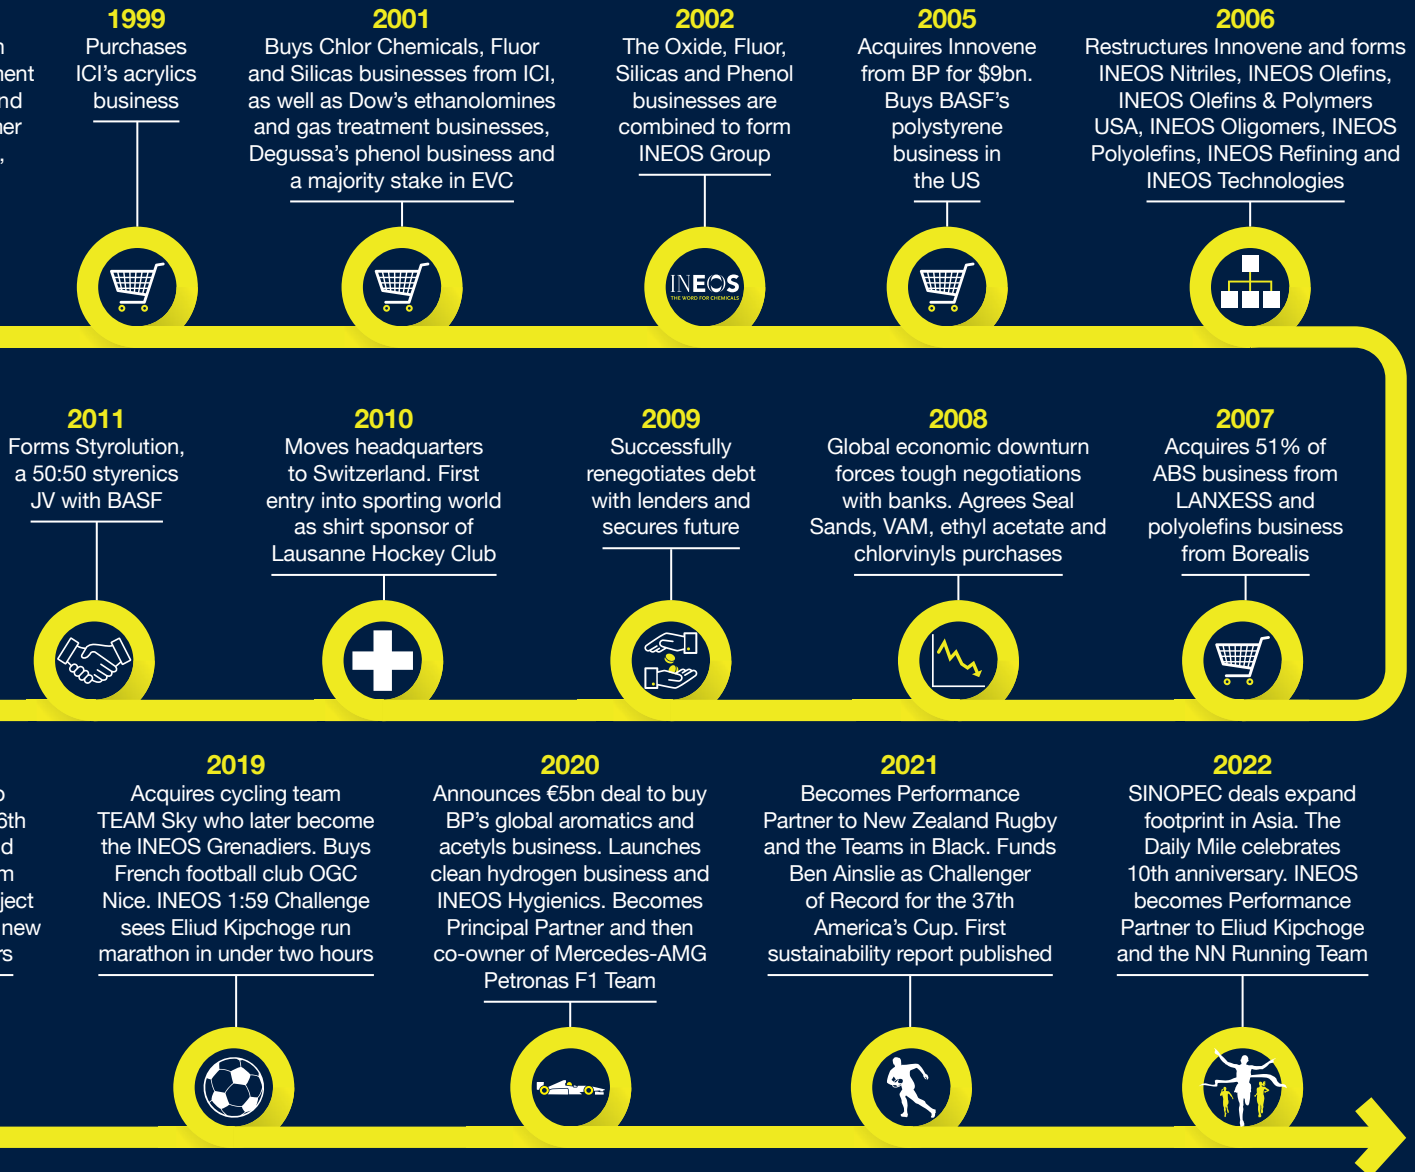 1999
Purchases
ICI's acrylics
business
2001
Buys Chlor Chemicals, Fluor
and Silicas businesses from ICI,
as well as Dow's ethanolomines
and gas treatment businesses,
Degussa's phenol business and
a majority stake in EVC
2002
The Oxide, Fluor,
Silicas and Phenol
businesses are
combined to form
INEOS Group
INEOS
THE WORD FOR CHEMICALS
2005
Acquires Innovene
from BP for $9bn.
Buys BASF's
polystyrene
business in
the US
2006
Restructures Innovene and forms
INEOS Nitriles, INEOS Olefins,
INEOS Olefins & Polymers
USA, INEOS Oligomers, INEOS
Polyolefins, INEOS Refining and
INEOS Technologies
2011
Forms Styrolution,
a 50:50 styrenics
JV with BASF
2010
Moves headquarters
to Switzerland. First
entry into sporting world
as shirt sponsor of
Lausanne Hockey Club
2009
Successfully
renegotiates debt
with lenders and
secures future
2008
Global economic downturn
forces tough negotiations
with banks. Agrees Seal
Sands, VAM, ethyl acetate and
chlorvinyls purchases
2007
Acquires 51% of
ABS business from
LANXESS and
polyolefins business
from Borealis
6th
new
2019
Acquires cycling team
TEAM Sky who later become
the INEOS Grenadiers. Buys
French football club OGC
Nice. INEOS 1:59 Challenge
sees Eliud Kipchoge run
marathon in under two hours
2020
Announces €5bn deal to buy
BP's global aromatics and
acetyls business. Launches
clean hydrogen business and
INEOS Hygienics. Becomes
Principal Partner and then
co-owner of Mercedes-AMG
Petronas F1 Team
2021
Becomes Performance
Partner to New Zealand Rugby
and the Teams in Black. Funds
Ben Ainslie as Challenger
of Record for the 37th
America's Cup. First
sustainability report published
2022
SINOPEC deals expand
footprint in Asia. The
Daily Mile celebrates
10th anniversary. INEOS
becomes Performance
Partner to Eliud Kipchoge
and the NN Running Team